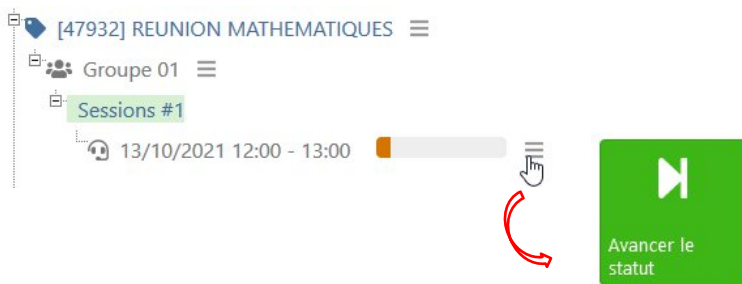 [47932] REUNION MATHEMATIQUES
Groupe 01
Sessions #1
13/10/2021 12:00 - 13:00
Avancer le
statut